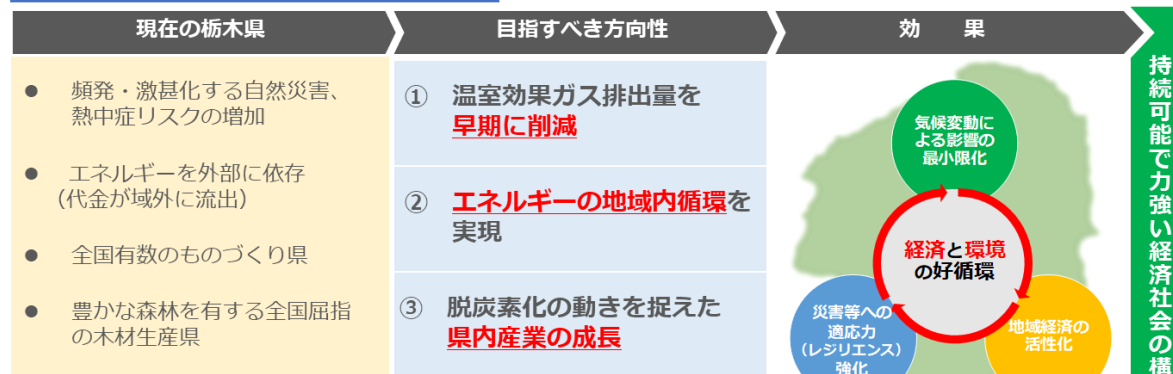 現在の栃木県
目指すべき方向性
効 果
● 頻発・激甚化する自然災害、
熱中症リスクの増加
● エネルギーを外部に依存
(代金が域外に流出)
● 全国有数のものづくり県
● 豊かな森林を有する全国屈指
の木材生産県
① 温室効果ガス排出量を
早期に削減
② エネルギーの地域内循環を
実現
③ 脱炭素化の動きを捉えた
県内産業の成長
気候変動に
よる影響の
最小限化
経済と環境
の好循環
災害等への
適応力
(レジリエンス)
強化
地域経済の
活性化
持続可能で力強い経済社会の構